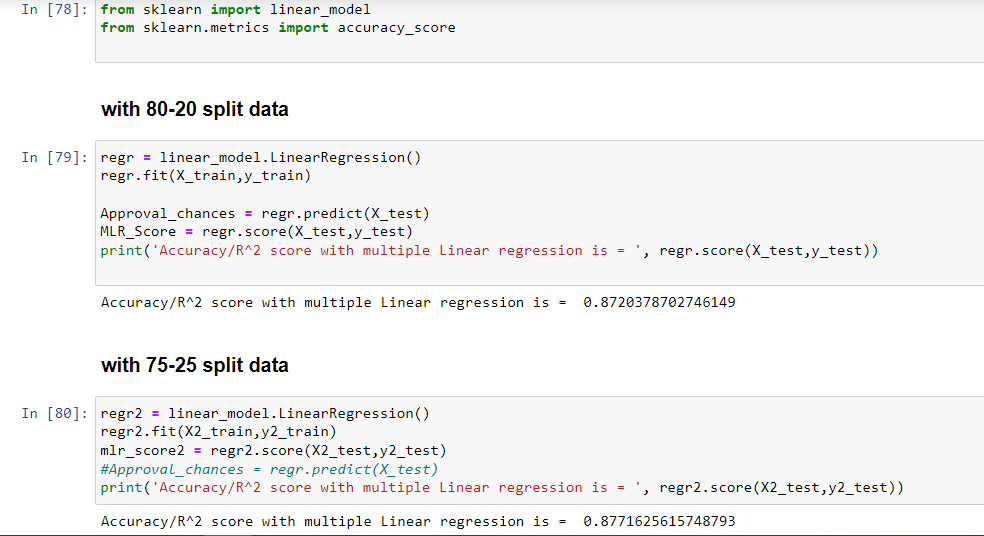 In [78]: from sklearn import linear_model
from sklearn.metrics import accuracy_score
with 80-20 split data
In [79]: regr = linear_model.LinearRegression()
regr.fit(X_train,y_train)
Approval_chances = regr.predict(X_test)
MLR_Score = regr.score(X_test,y_test)
print('Accuracy/R^2 score with multiple Linear regression is = ', regr.score(X_test,y_test))
Accuracy/R^2 score with multiple Linear regression is =  0.8720378702746149
with 75-25 split data
In [80]: regr2 = linear_model.LinearRegression()
regr2.fit(X2_train,y2_train)
mlr_score2 = regr2.score(X2_test,y2_test)
#Approval_chances = regr.predict(X_test)
print('Accuracy/R^2 score with multiple Linear regression is = ', regr2.score(X2_test,y2_test))
Accuracy/R^2 score with multiple Linear regression is =  0.8771625615748793